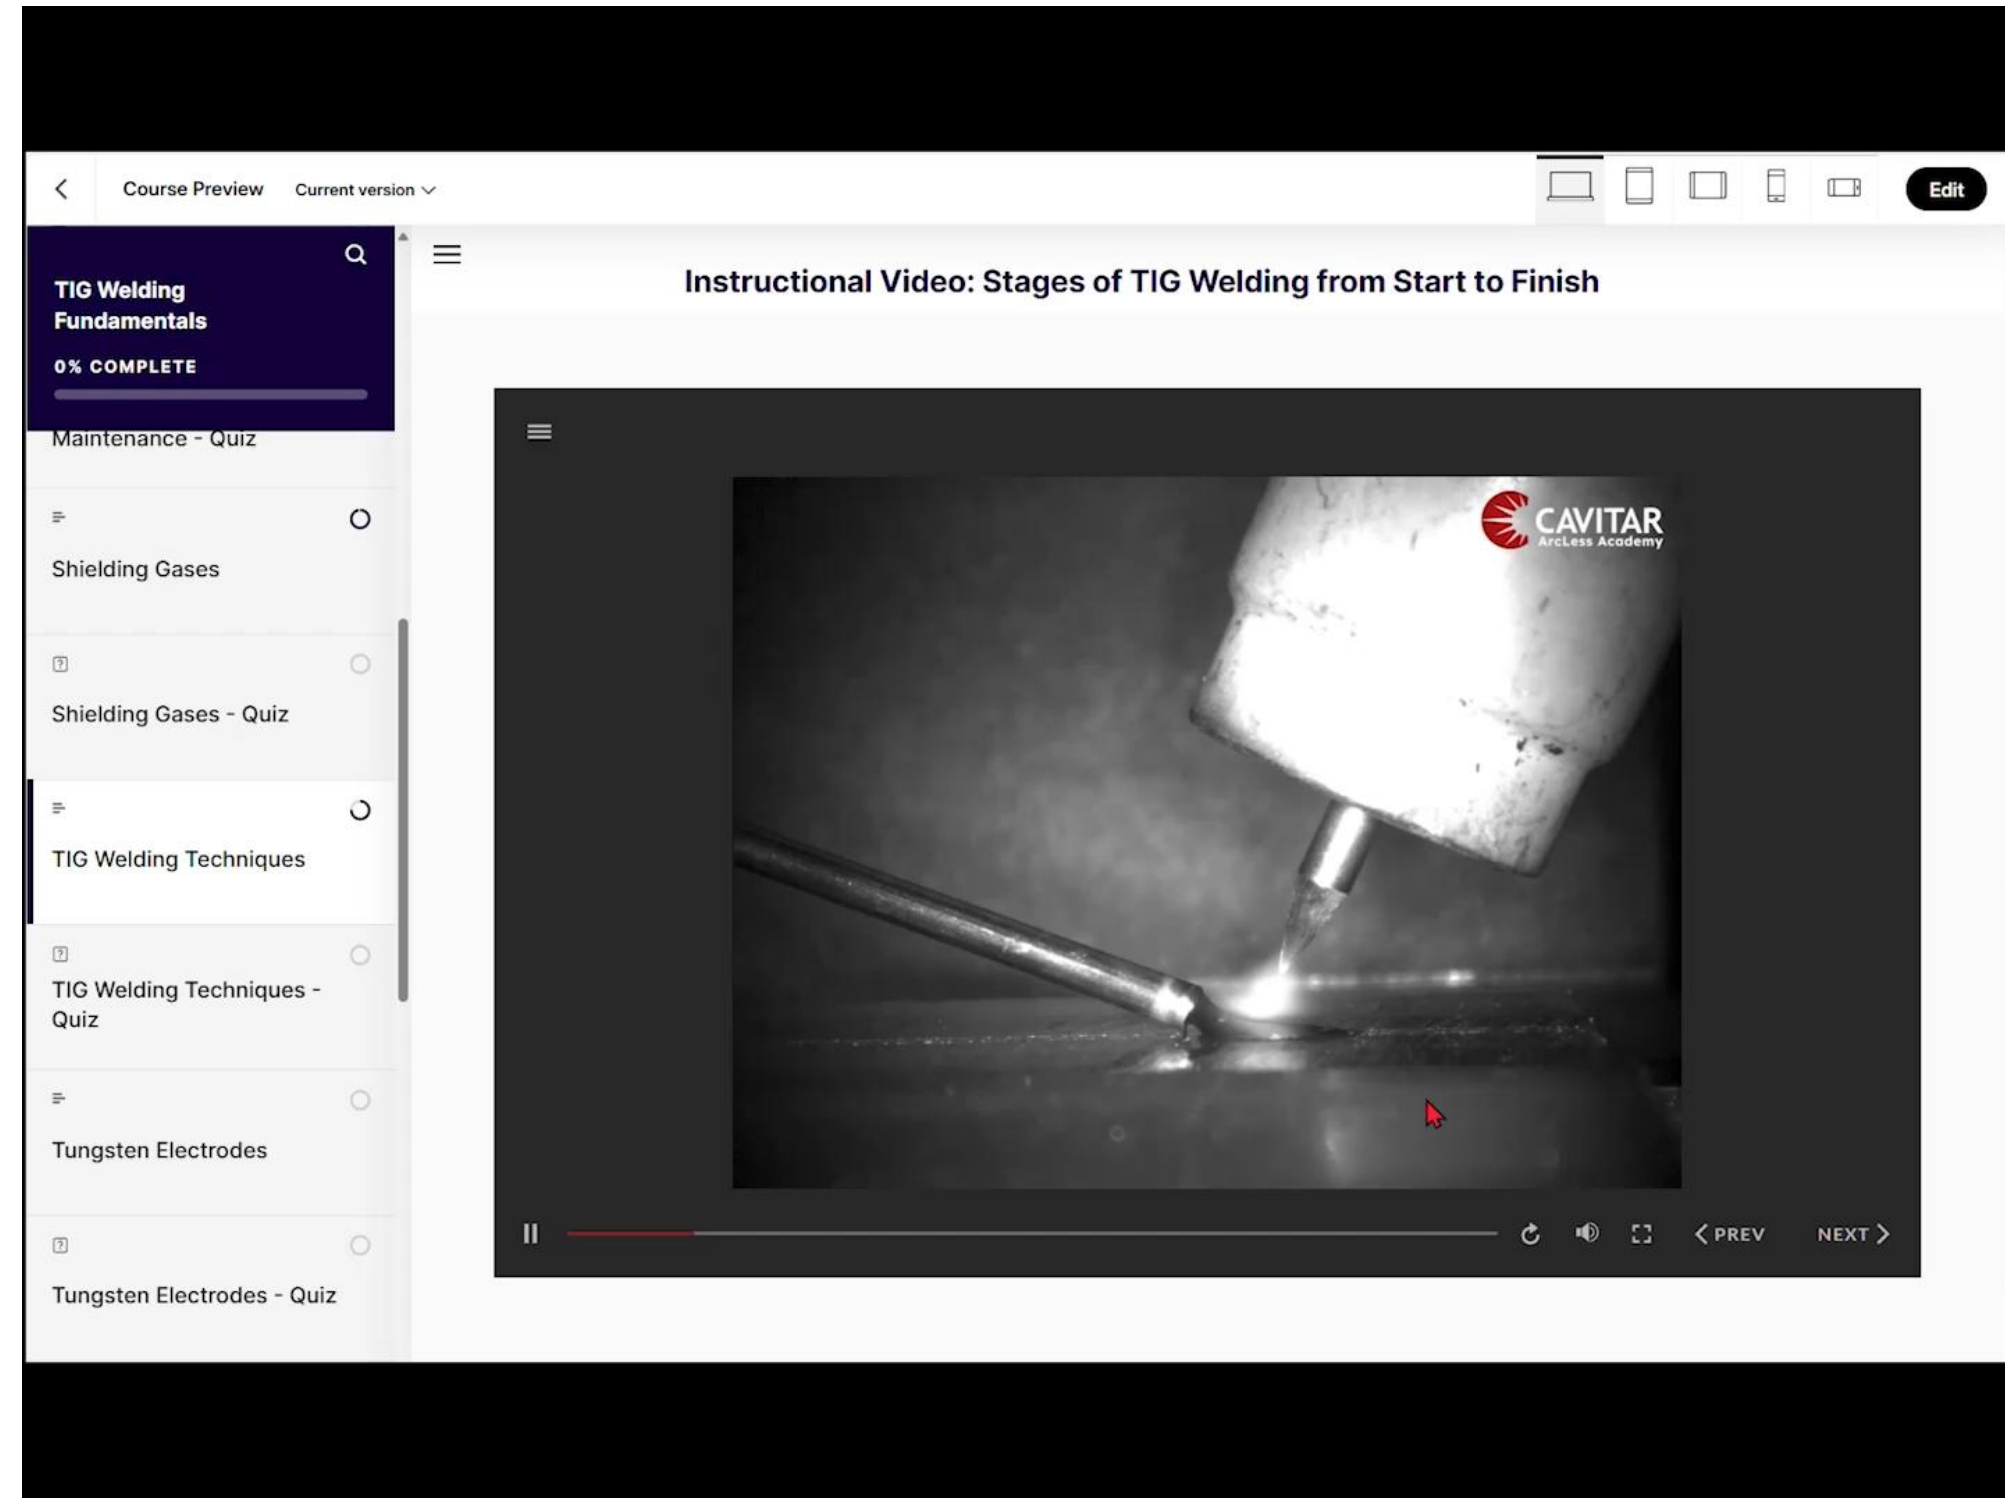 Course Preview
Current version
Edit
TIG Welding
Fundamentals
0% COMPLETE
Maintenance - Quiz
Shielding Gases
Shielding Gases - Quiz
TIG Welding Techniques
TIG Welding Techniques -
Quiz
Tungsten Electrodes
Tungsten Electrodes - Quiz
Instructional Video: Stages of TIG Welding from Start to Finish
CAVITAR
ArcLess Academy
PREV
NEXT